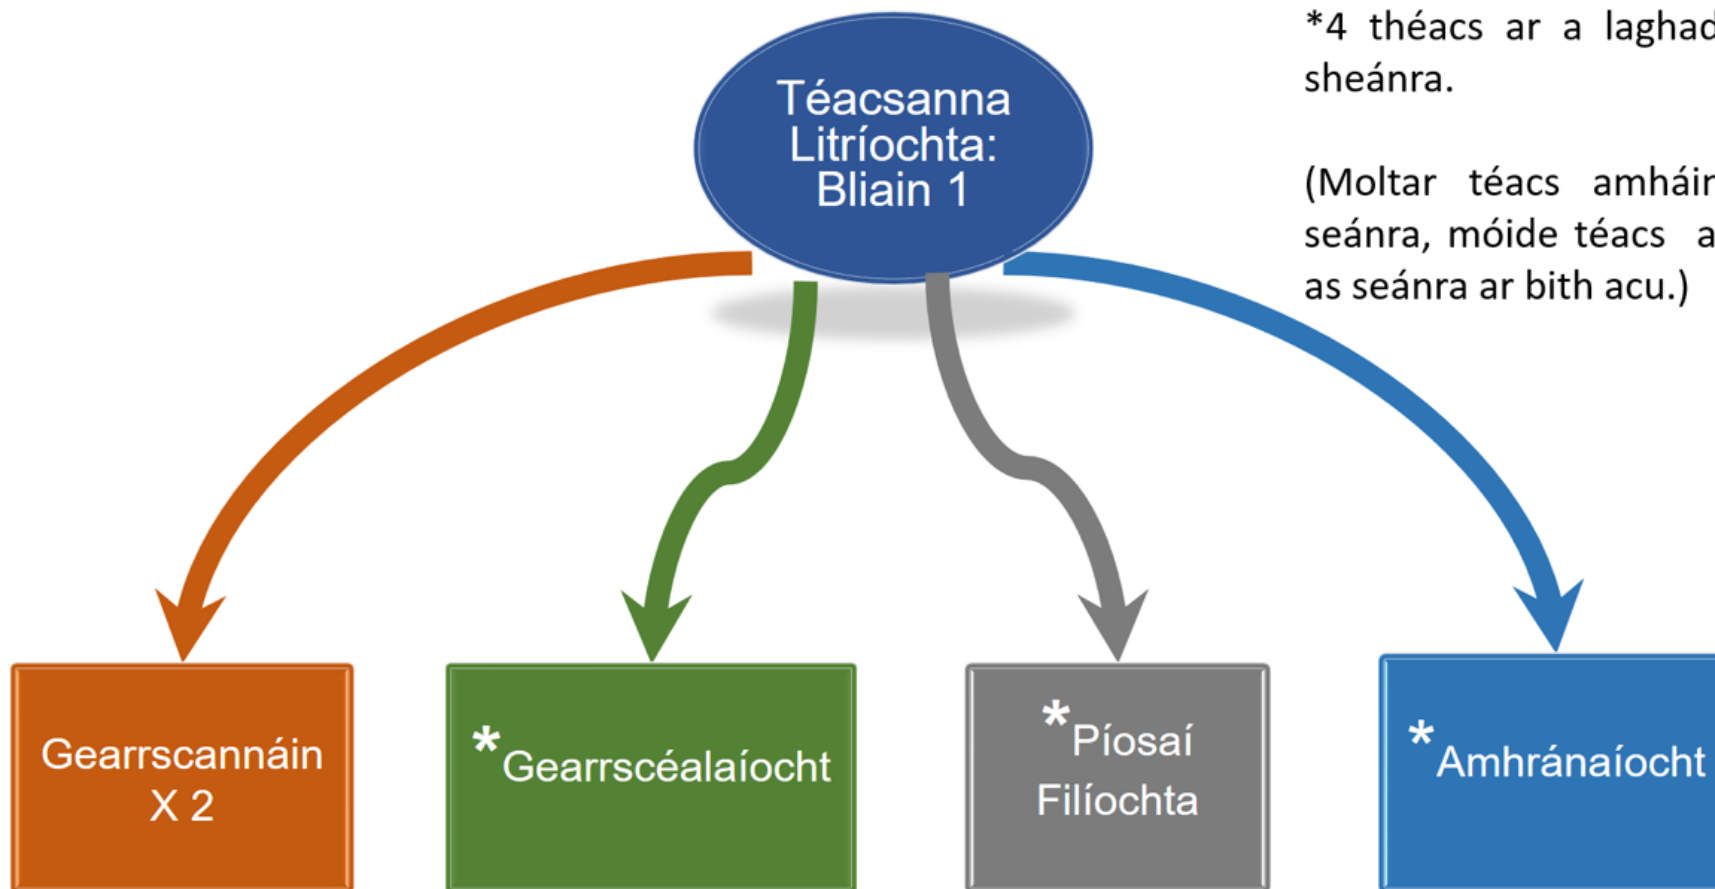 Téacsanna
Litríochta:
Bliain 1
*4 théacs ar a laghad
sheánra.
(Moltar téacs amháin
seánra, móide téacs
as seánra ar bith acu.)
Gearrscannáin
X 2
*Gearrscéalaíocht
*Píosaí
Filíochta
*Amhránaíocht